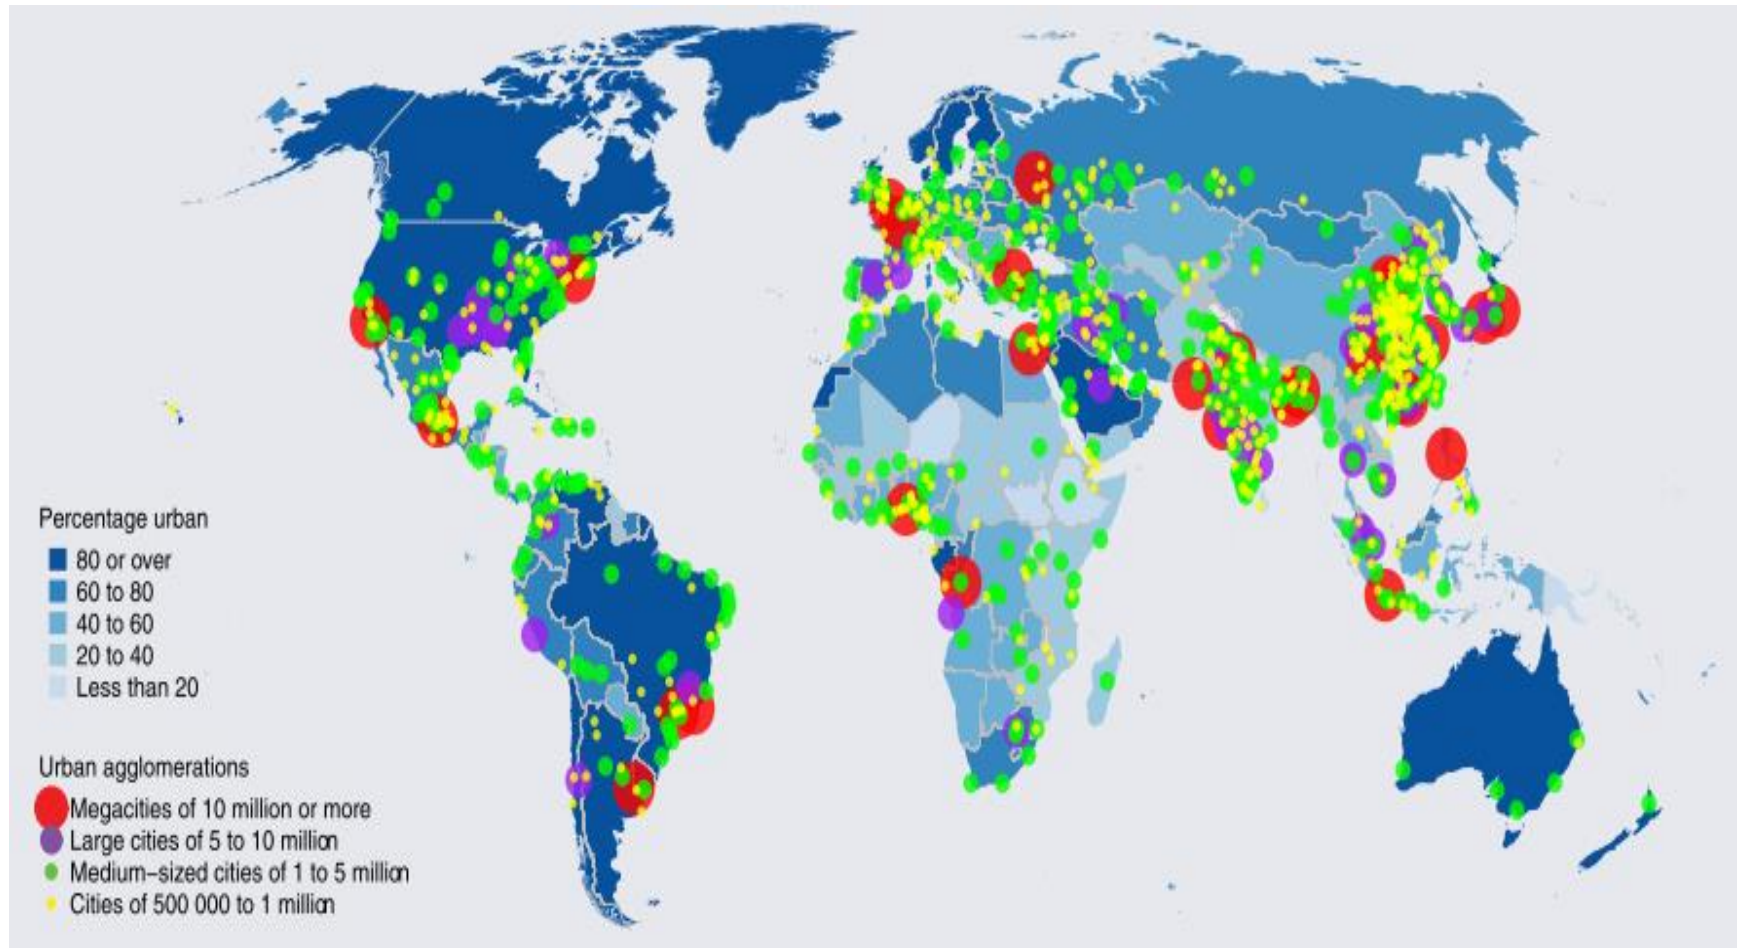 Percentage urban
80 or over
60 to 80
40 to 60
20 to 40
Less than 20
Urban agglomerations
Megacities of 10 million or more
Large cities of 5 to 10 million
Medium-sized cities of 1 to 5 million
Cities of 500 000 to 1 million